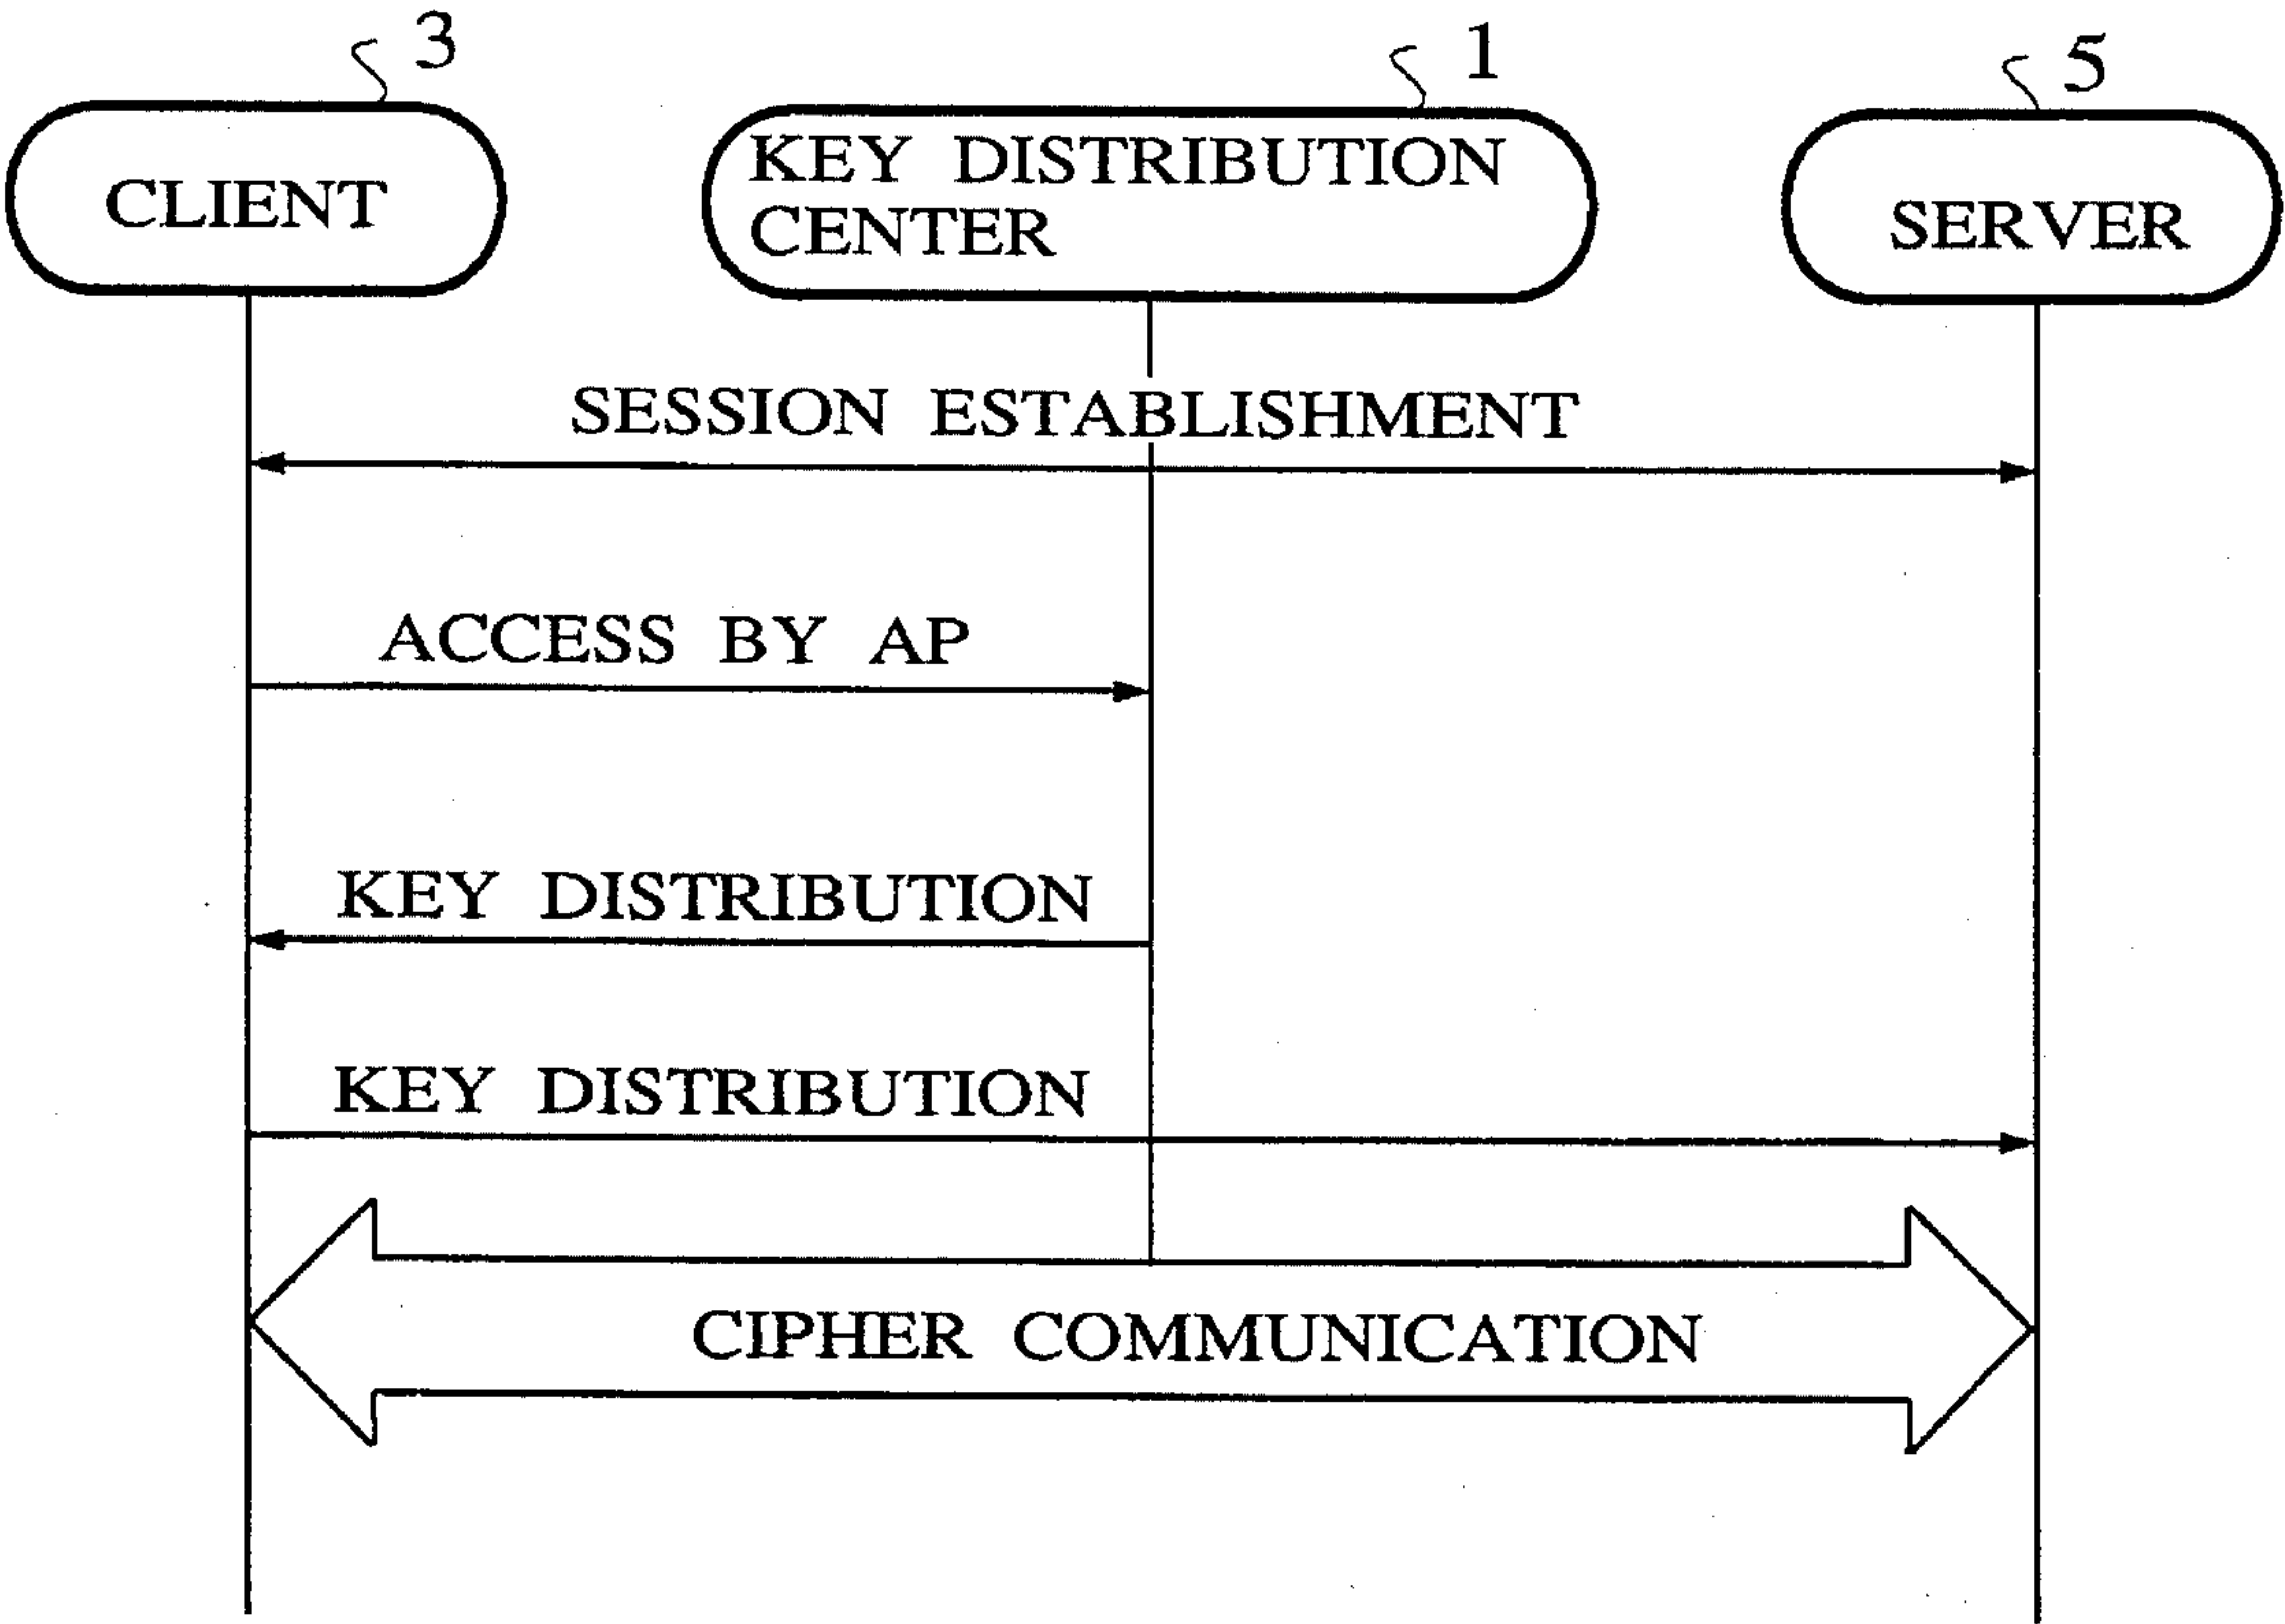 3
1
5
CLIENT
KEY DISTRIBUTION
CENTER
SERVER
SESSION ESTABLISHMENT
ACCESS BY AP
KEY DISTRIBUTION
KEY DISTRIBUTION
CIPHER COMMUNICATION